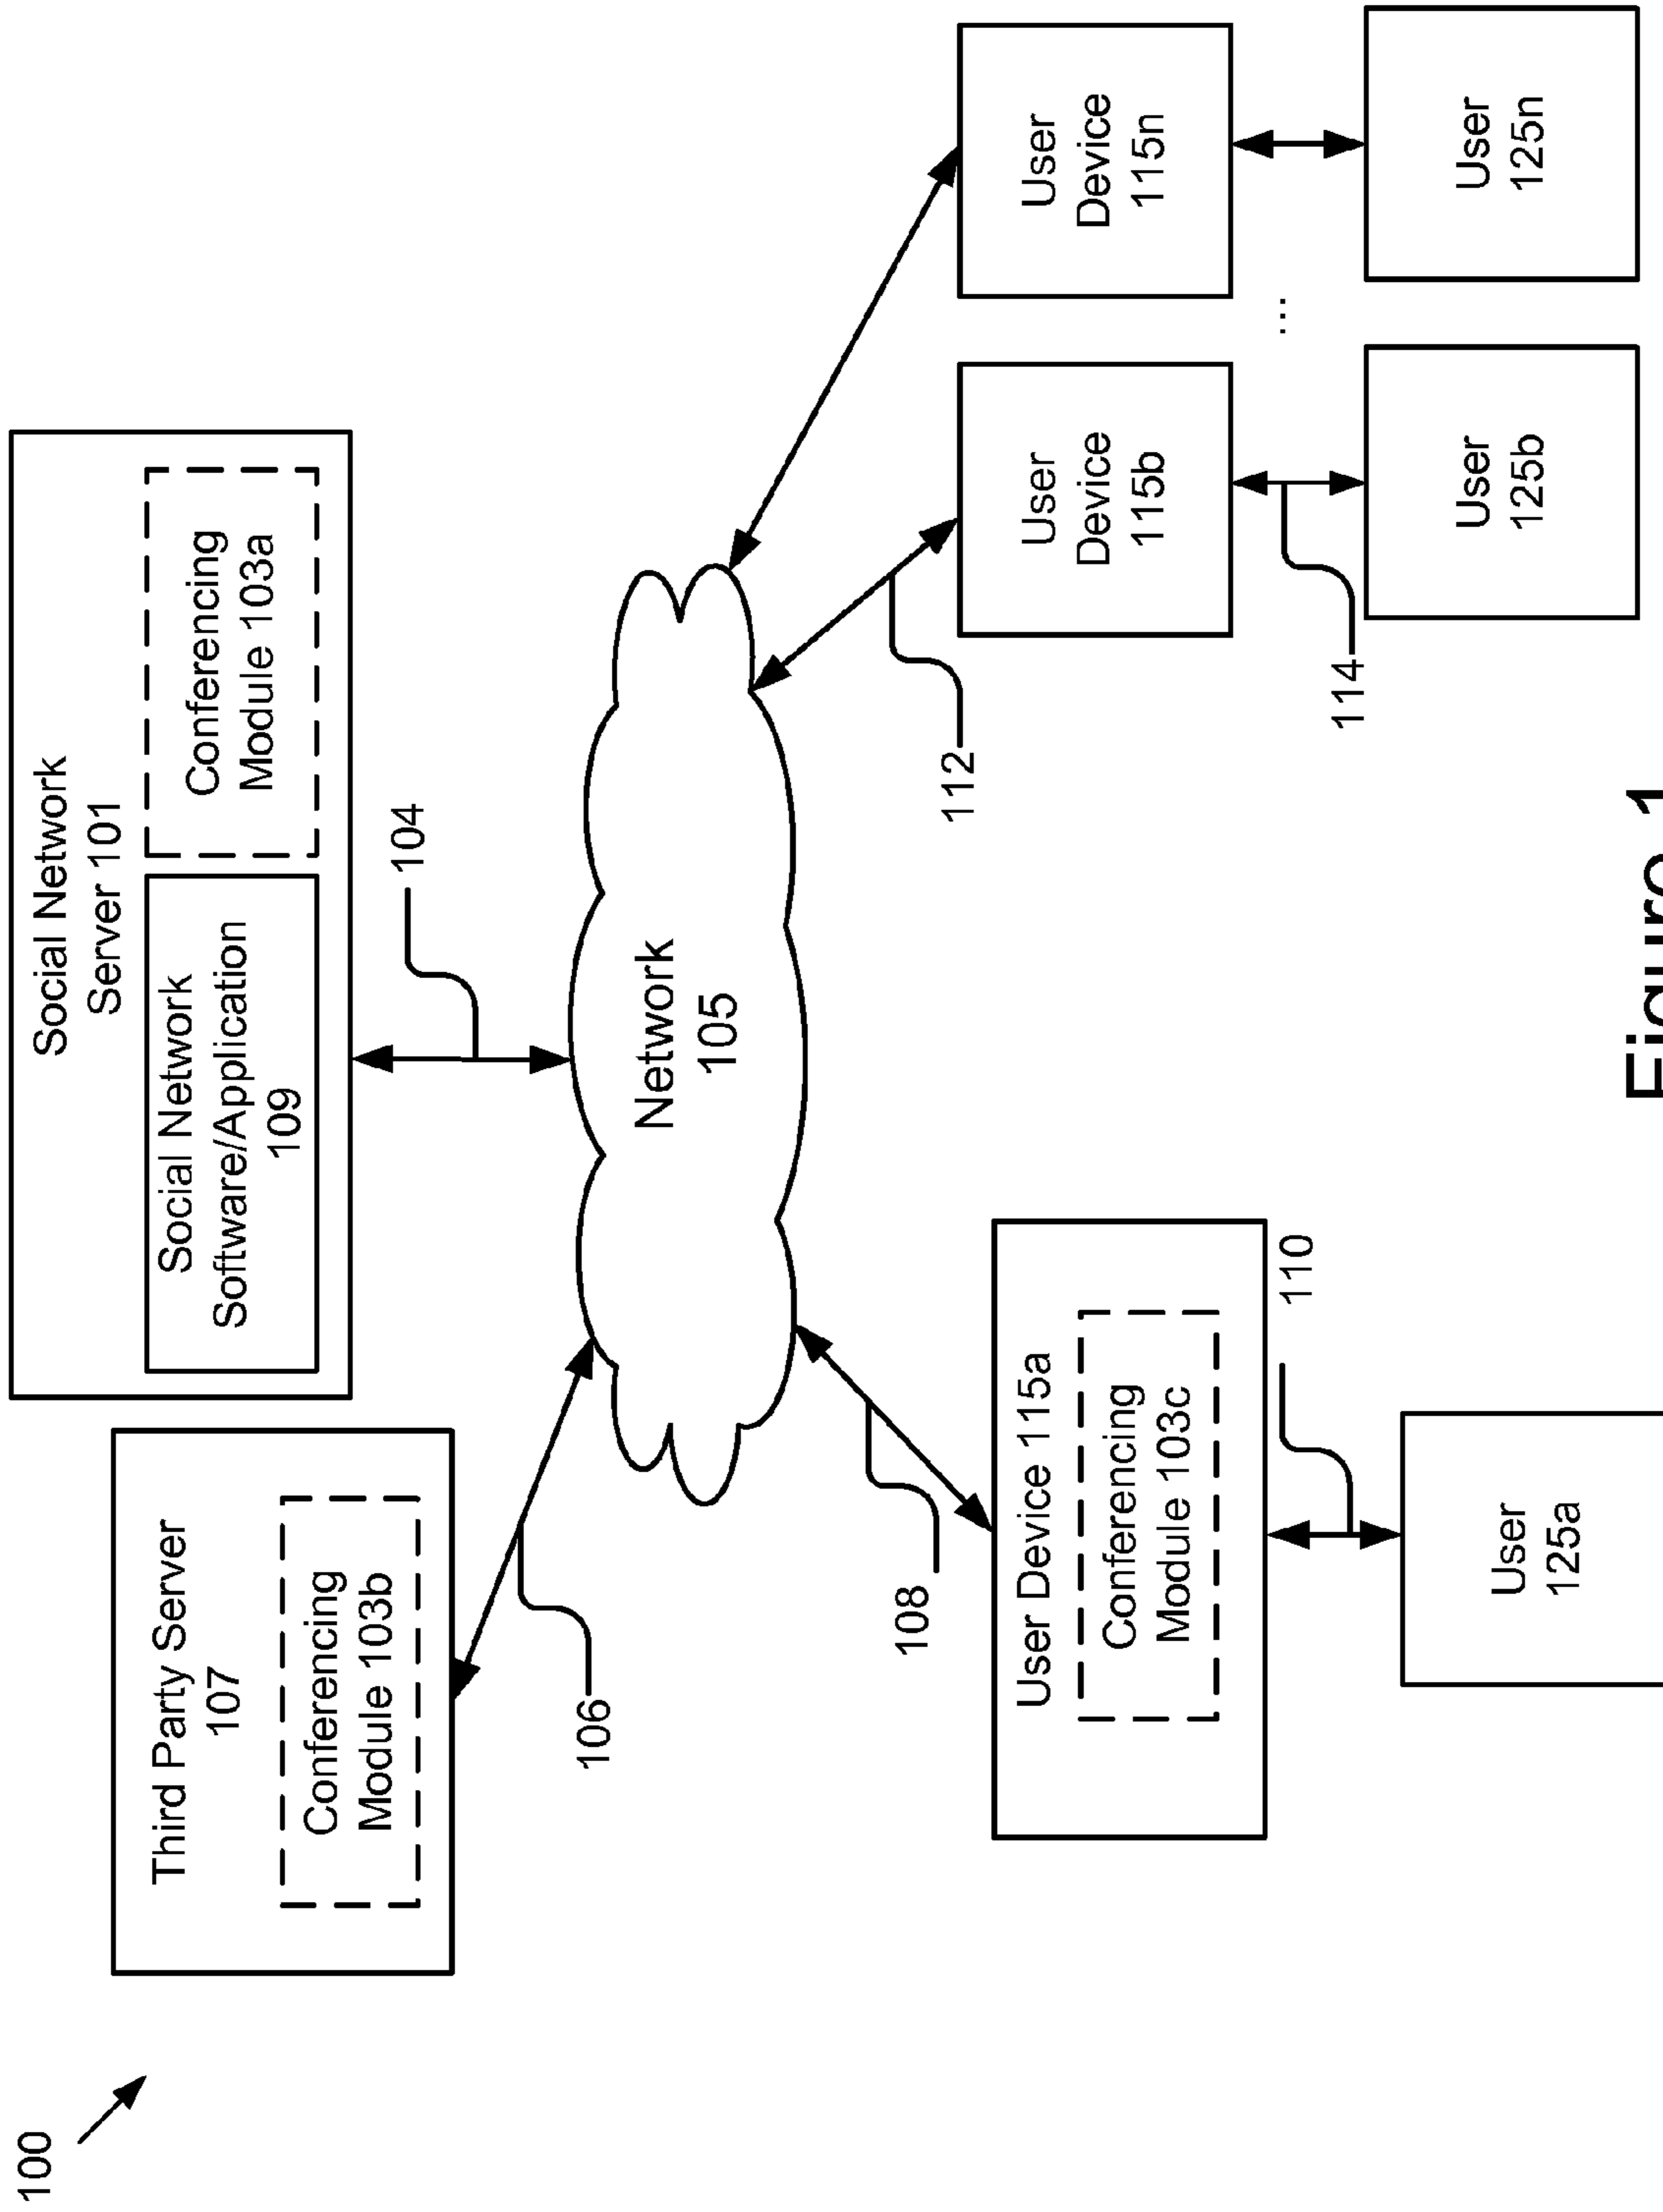 100
Third Party Server
107
Conferencing
Module 103b
Social Network
Server 101
Social Network
Software/Application
109
Conferencing
Module 103a
104
106
Network
105
108
112
User Device 115a
Conferencing
Module 103c
User
Device
115b
User
Device
115n
110
114
...
User
125a
User
125b
User
125n
Figure 1